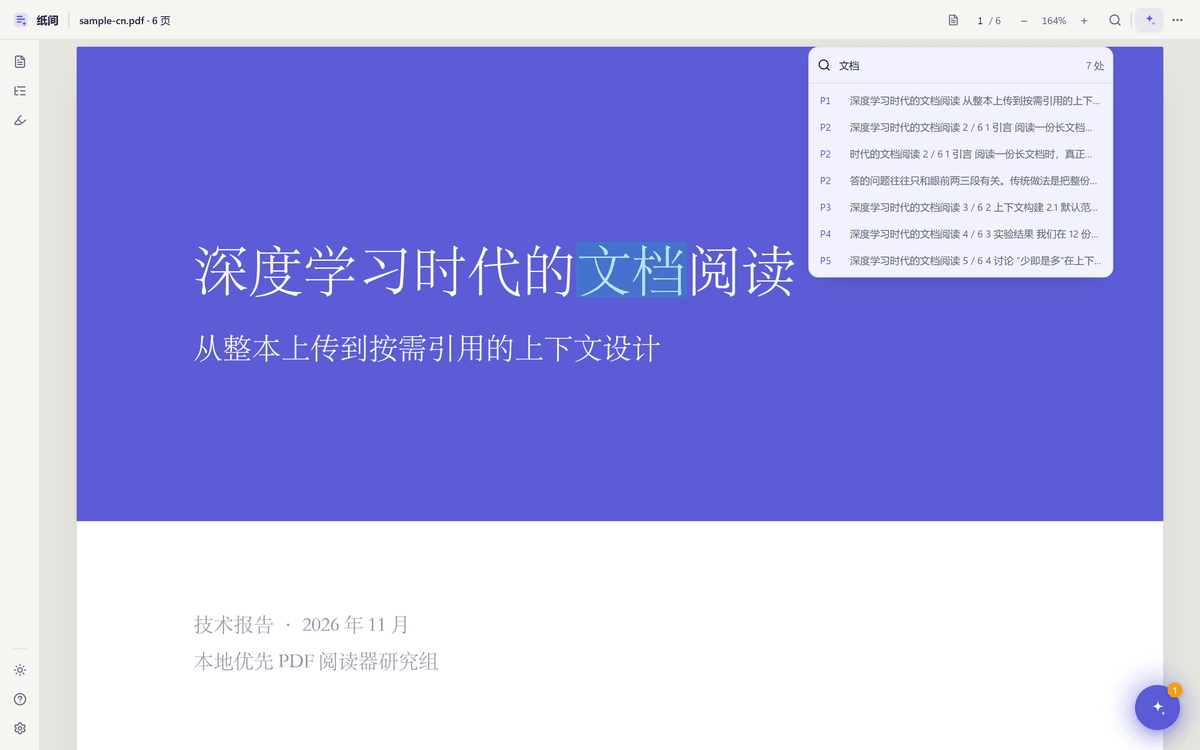 纸间 sample-cn.pdf · 6 页 1 / 6 − 164% +
文档 7 处
P1 深度学习时代的文档阅读 从整本上传到按需引用的上下...
P2 深度学习时代的文档阅读 2 / 6 1 引言 阅读一份长文档...
P2 时代的文档阅读 2 / 6 1 引言 阅读一份长文档时，真正...
P2 答的问题往往只和眼前两三段有关。传统做法是把整份...
P3 深度学习时代的文档阅读 3 / 6 2 上下文构建 2.1 默认范...
P4 深度学习时代的文档阅读 4 / 6 3 实验结果 我们在 12 份...
P5 深度学习时代的文档阅读 5 / 6 4 讨论 “少即是多”在上下...
深度学习时代的文档阅读
从整本上传到按需引用的上下文设计
技术报告 · 2026 年 11 月
本地优先 PDF 阅读器研究组
1